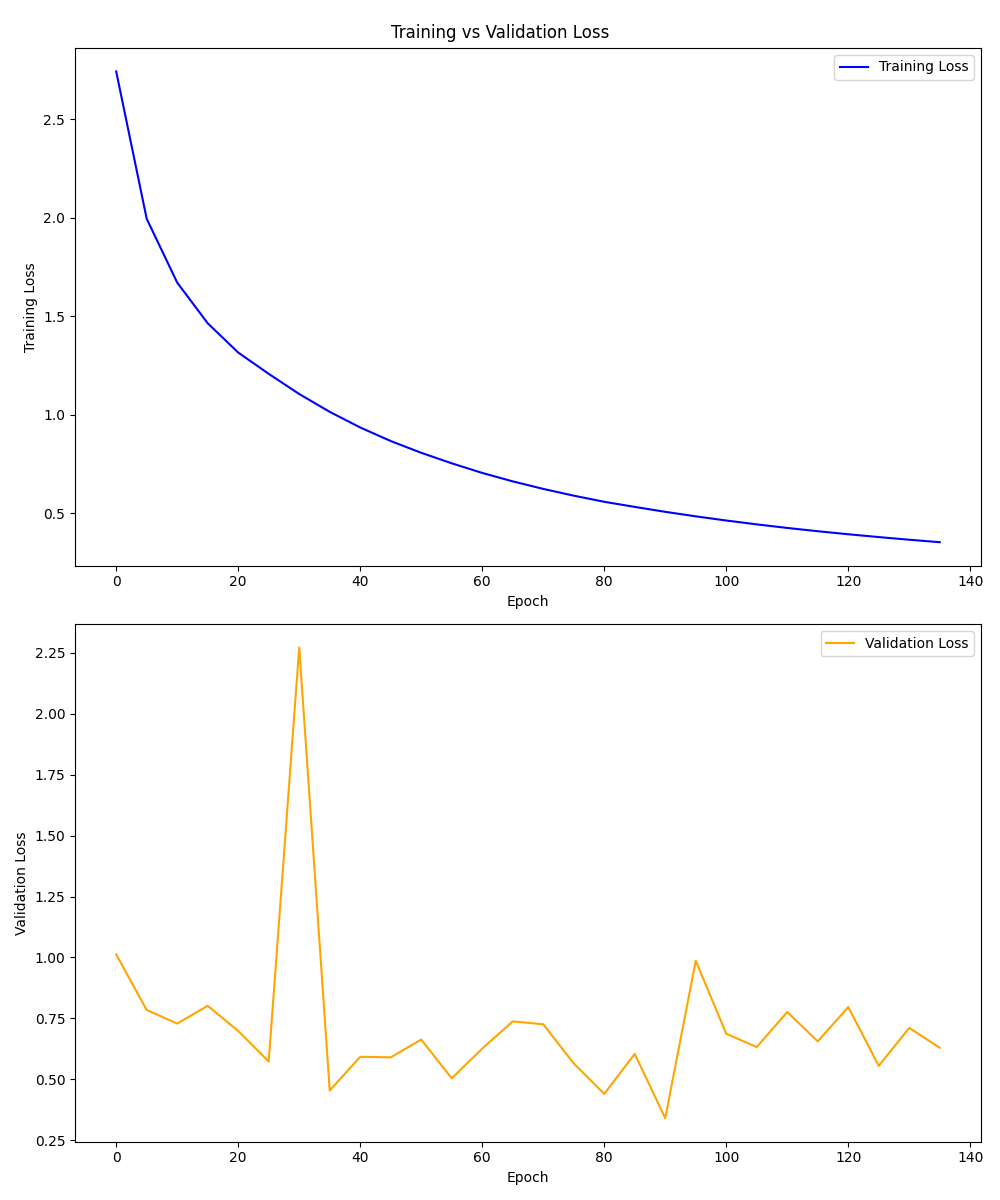 Training vs Validation Loss
Training Loss
2.5
2.0
1.5
1.0
0.5
Training Loss
0 20 40 60 80 100 120 140
Epoch
Validation Loss
2.25
2.00
1.75
1.50
1.25
1.00
0.75
0.50
0.25
Validation Loss
0 20 40 60 80 100 120 140
Epoch